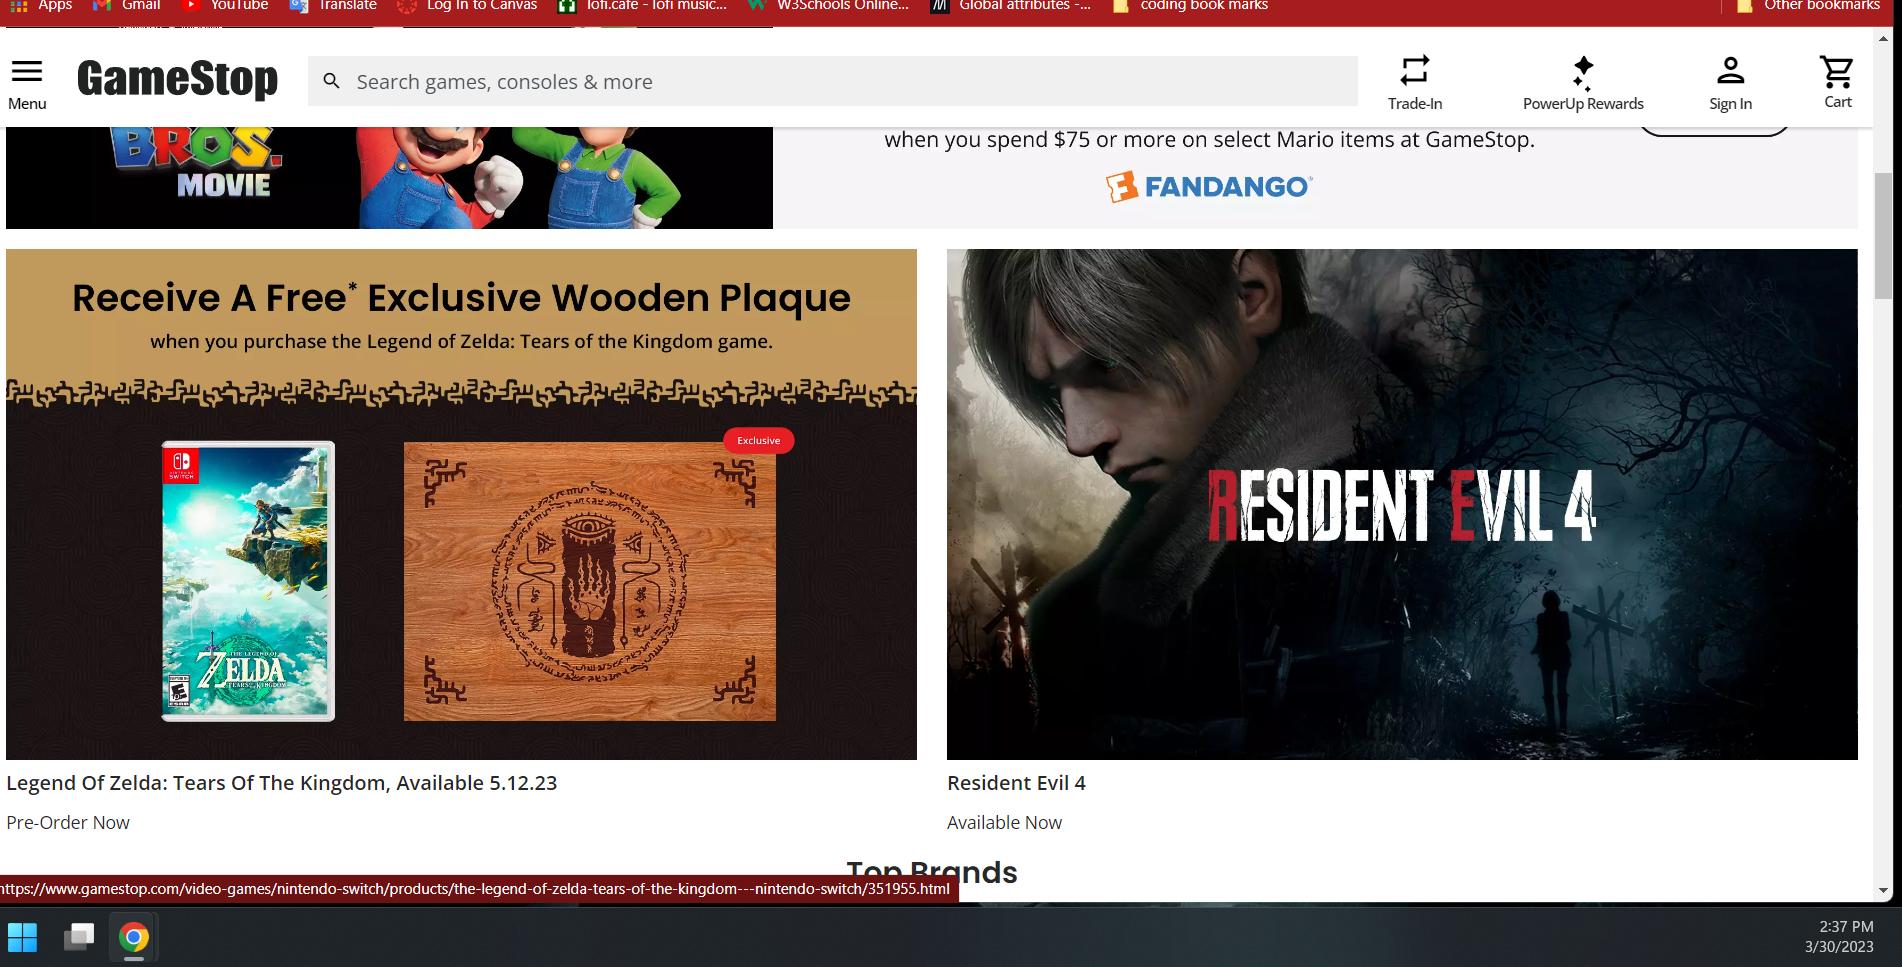 Apps Gmail YouTube Translate Log In to Canvas lofi.cafe - lofi music... W3Schools Online... Global attributes -... coding book marks Other bookmarks
Menu
GameStop
Search games, consoles & more
Trade-In
PowerUp Rewards
Sign In
Cart
BROS.
MOVIE
when you spend $75 or more on select Mario items at GameStop.
FANDANGO
Receive A Free* Exclusive Wooden Plaque
when you purchase the Legend of Zelda: Tears of the Kingdom game.
Exclusive
NINTENDO
SWITCH
THE LEGEND OF
ZELDA
TEARS OF THE KINGDOM
E
ESRB
RESIDENT EVIL 4
Legend Of Zelda: Tears Of The Kingdom, Available 5.12.23
Pre-Order Now
Resident Evil 4
Available Now
Top Brands
https://www.gamestop.com/video-games/nintendo-switch/products/the-legend-of-zelda-tears-of-the-kingdom---nintendo-switch/351955.html
2:37 PM
3/30/2023